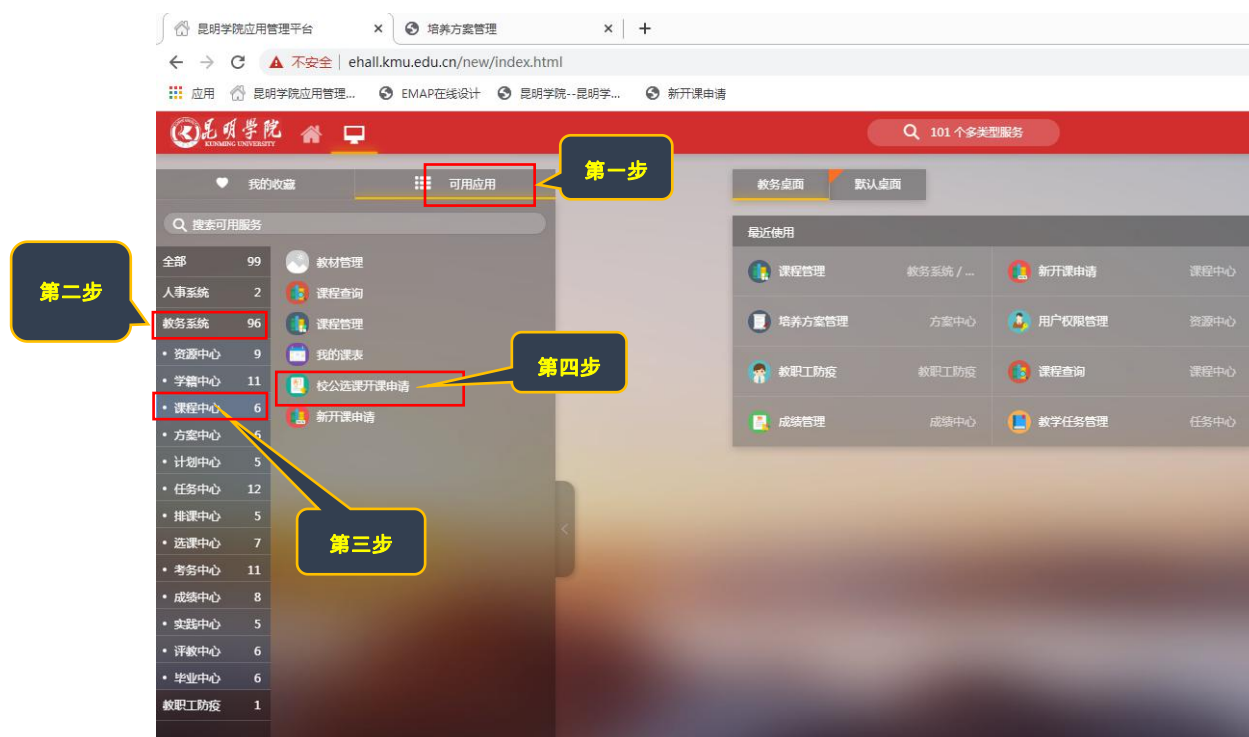 昆明学院应用管理平台
培养方案管理
不安全 ehall.kmu.edu.cn/new/index.html
应用 昆明学院应用管理... EMAP在线设计 昆明学院--昆明学... 新开课申请
昆明学院
KUNMING UNIVERSITY
101 个多类型服务
第一步
我的收藏 可用应用
教务桌面 默认桌面
搜索可用服务
最近使用
全部 99
教材管理
课程管理 教务系统 / ...
新开课申请 课程中心
第二步
人事系统 2
课程查询
教务系统 96
课程管理
培养方案管理 方案中心
用户权限管理 资源中心
• 资源中心 9
我的课表
第四步
• 学籍中心 11
校公选课开课申请
教职工防疫 教职工防疫
课程查询 课程中心
• 课程中心 6
新开课申请
成绩管理 成绩中心
教学任务管理 任务中心
• 方案中心 6
• 计划中心 5
• 任务中心 12
• 排课中心 5
• 选课中心 7
第三步
• 考务中心 11
• 成绩中心 8
• 实践中心 5
• 评教中心 6
• 毕业中心 6
教职工防疫 1